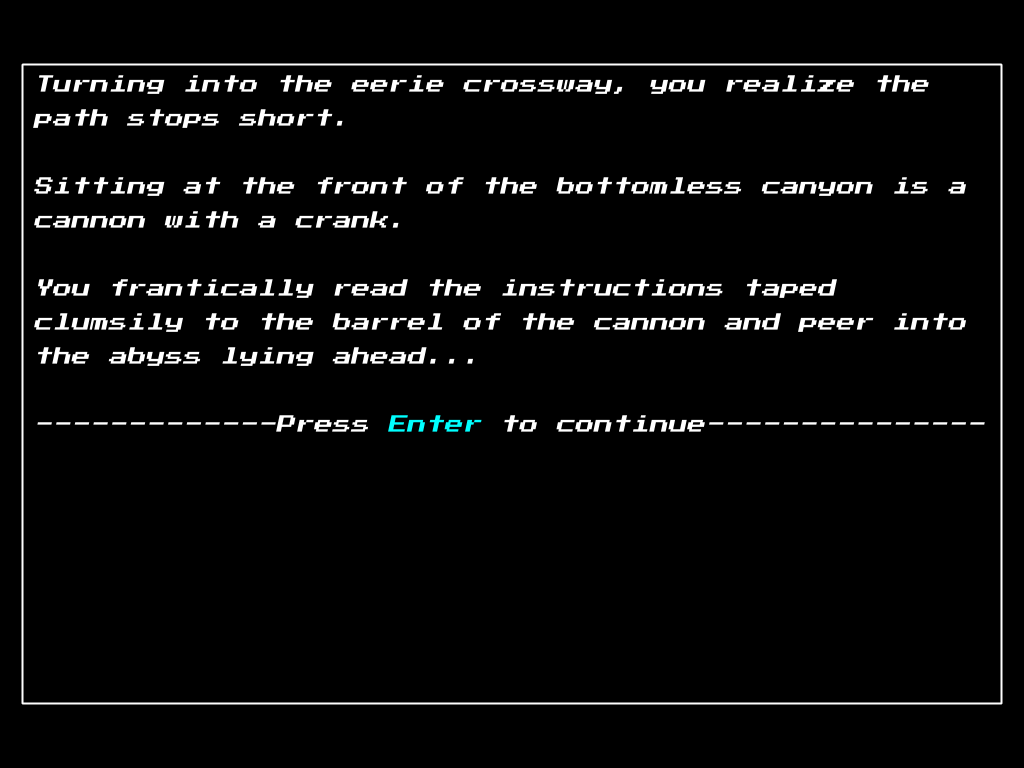 Turning into the eerie crossway, you realize the
path stops short.
Sitting at the front of the bottomless canyon is a
cannon with a crank.
You frantically read the instructions taped
clumsily to the barrel of the cannon and peer into
the abyss lying ahead...
-------------Press Enter to continue---------------